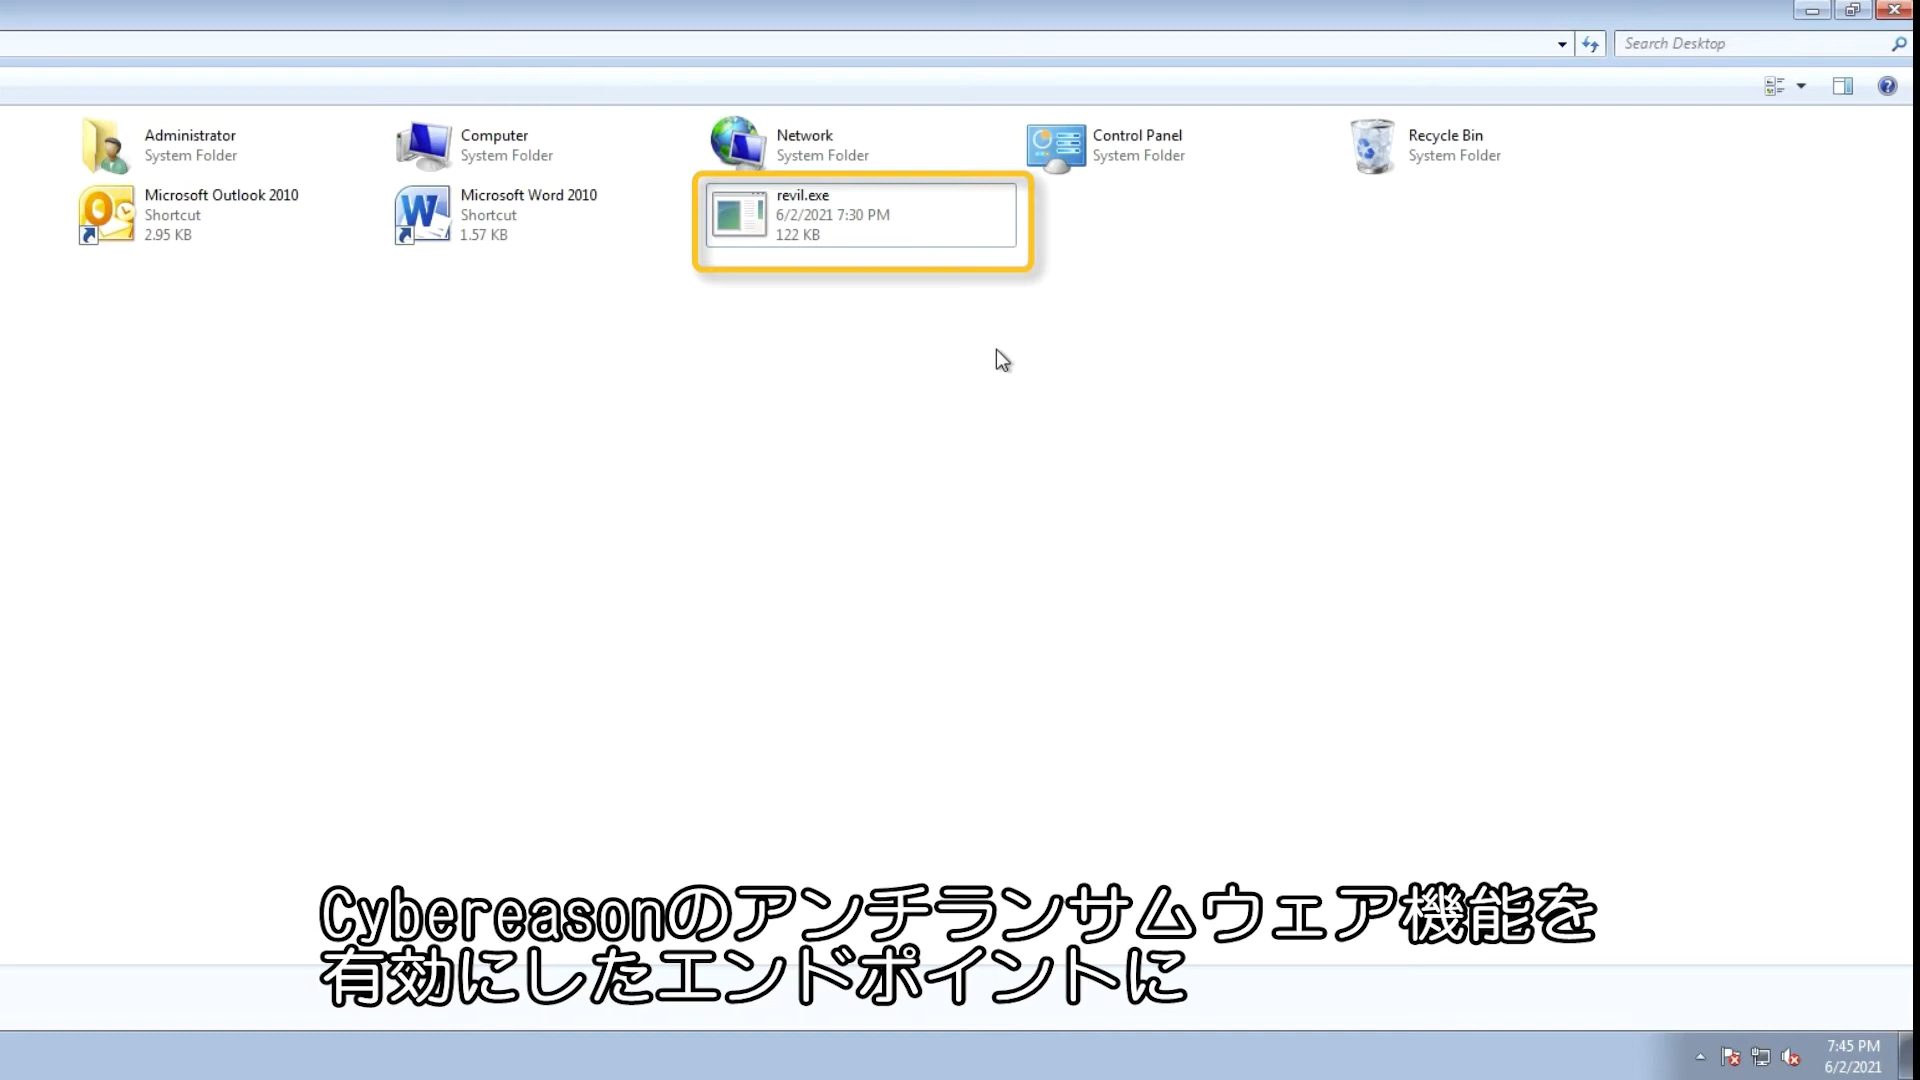 Search Desktop
Administrator
System Folder
Computer
System Folder
Network
System Folder
Control Panel
System Folder
Recycle Bin
System Folder
Microsoft Outlook 2010
Shortcut
2.95 KB
Microsoft Word 2010
Shortcut
1.57 KB
revil.exe
6/2/2021 7:30 PM
122 KB
Cybereasonのアンチランサムウェア機能を
有効にしたエンドポイントに
7:45 PM
6/2/2021